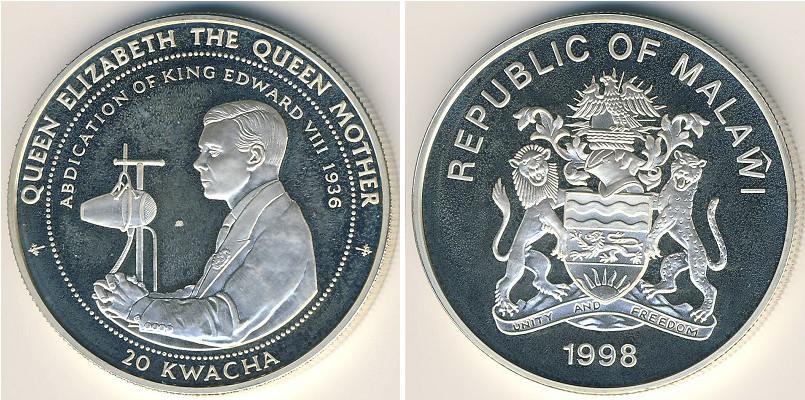 QUEEN ELIZABETH THE QUEEN MOTHER
ABDICATION OF KING EDWARD VIII 1936
20 KWACHA
REPUBLIC OF MALAŴI
UNITY AND FREEDOM
1998